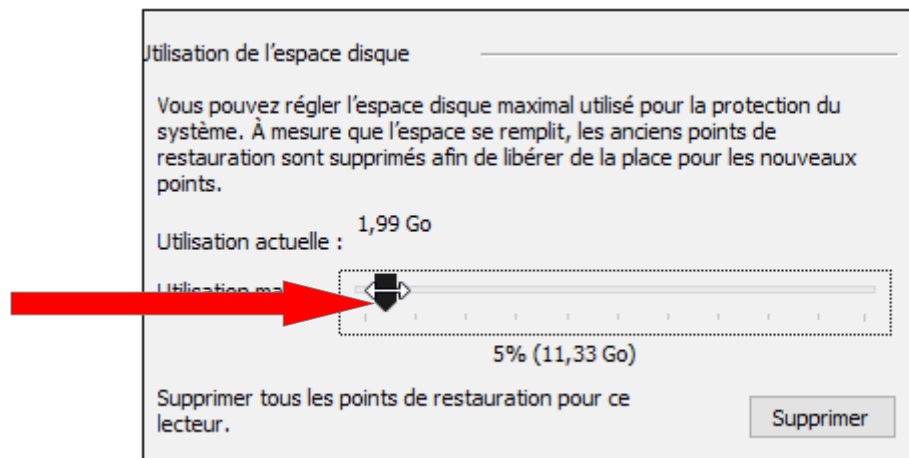 Utilisation de l'espace disque
Vous pouvez régler l'espace disque maximal utilisé pour la protection du
système. À mesure que l'espace se remplit, les anciens points de
restauration sont supprimés afin de libérer de la place pour les nouveaux
points.
1,99 Go
Utilisation actuelle :
Utilisation
5% (11,33 Go)
Supprimer tous les points de restauration pour ce
lecteur.
Supprimer